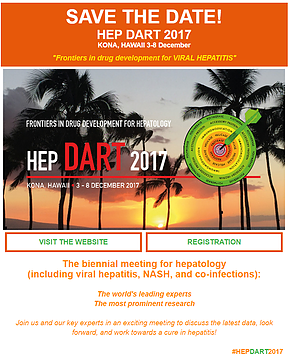 SAVE THE DATE!
HEP DART 2017
KONA, HAWAII 3-8 December
"Frontiers in drug development for VIRAL HEPATITIS"
FRONTIERS IN DRUG DEVELOPMENT FOR HEPATOLOGY
HEP DART 2017
KONA, HAWAII · 3 - 8 DECEMBER 2017
VISIT THE WEBSITE
REGISTRATION
The biennial meeting for hepatology
(including viral hepatitis, NASH, and co-infections):
The world's leading experts
The most prominent research
Join us and our key experts in an exciting meeting to discuss the latest data, look
forward, and work towards a cure in hepatitis!
#HEPDART2017